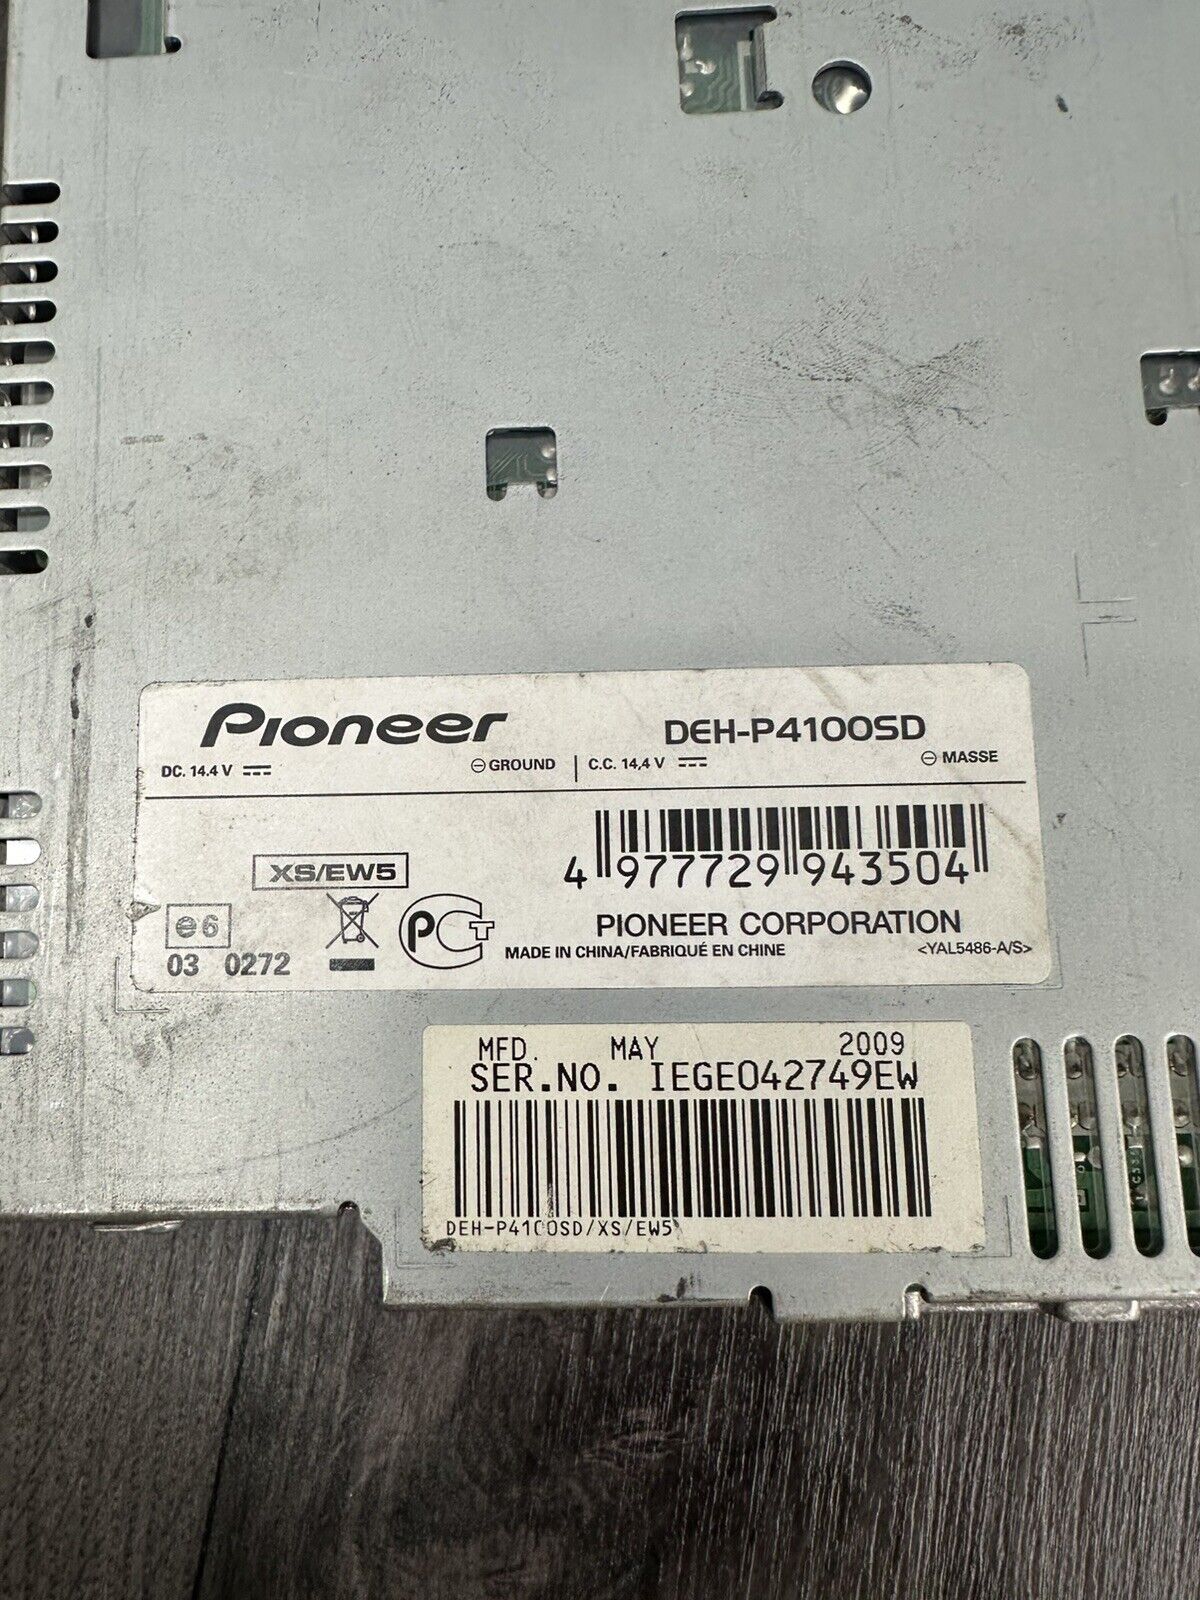 Pioneer DEH-P4100SD
DC. 14.4 V ⊖ GROUND | C.C. 14,4 V ⊖ MASSE
XS/EW5
4 977729 943504
e6
03 0272
PCT
PIONEER CORPORATION
MADE IN CHINA/FABRIQUÉ EN CHINE <YAL5486-A/S>
MFD. MAY 2009
SER.NO. IEGE042749EW
DEH-P4100SD/XS/EW5